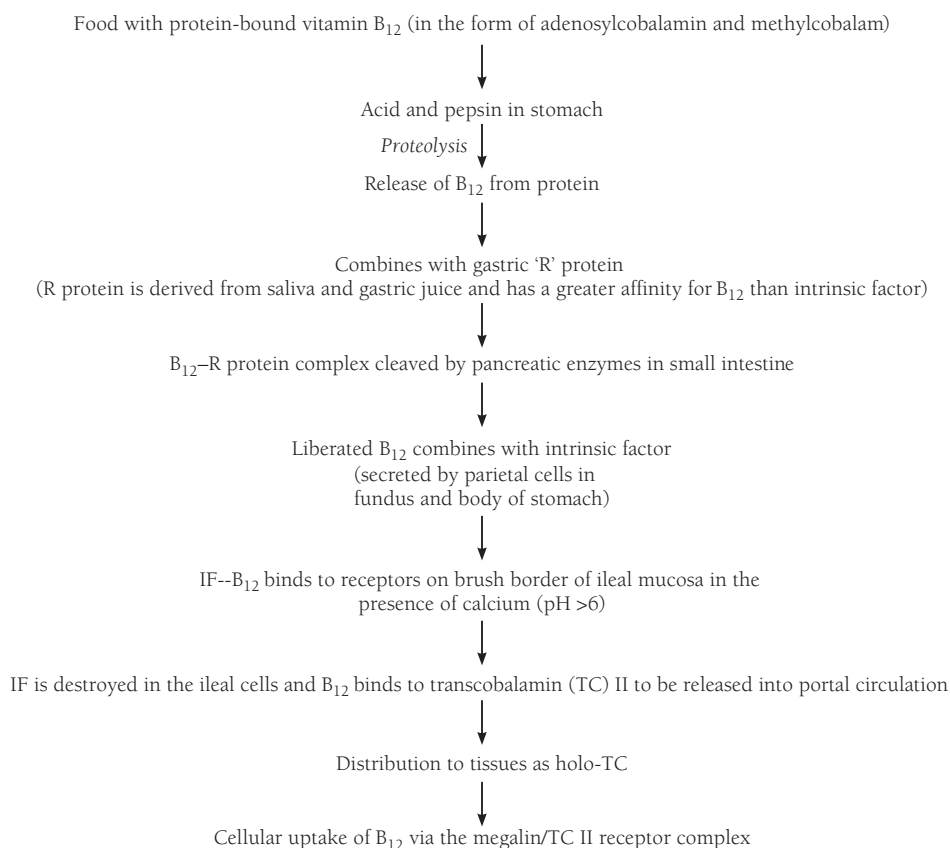 Food with protein-bound vitamin B12 (in the form of adenosylcobalamin and methylcobalam)
Acid and pepsin in stomach
Proteolysis
Release of B12 from protein
Combines with gastric ‘R’ protein
(R protein is derived from saliva and gastric juice and has a greater affinity for B12 than intrinsic factor)
B12–R protein complex cleaved by pancreatic enzymes in small intestine
Liberated B12 combines with intrinsic factor
(secreted by parietal cells in
fundus and body of stomach)
IF--B12 binds to receptors on brush border of ileal mucosa in the
presence of calcium (pH >6)
IF is destroyed in the ileal cells and B12 binds to transcobalamin (TC) II to be released into portal circulation
Distribution to tissues as holo-TC
Cellular uptake of B12 via the megalin/TC II receptor complex